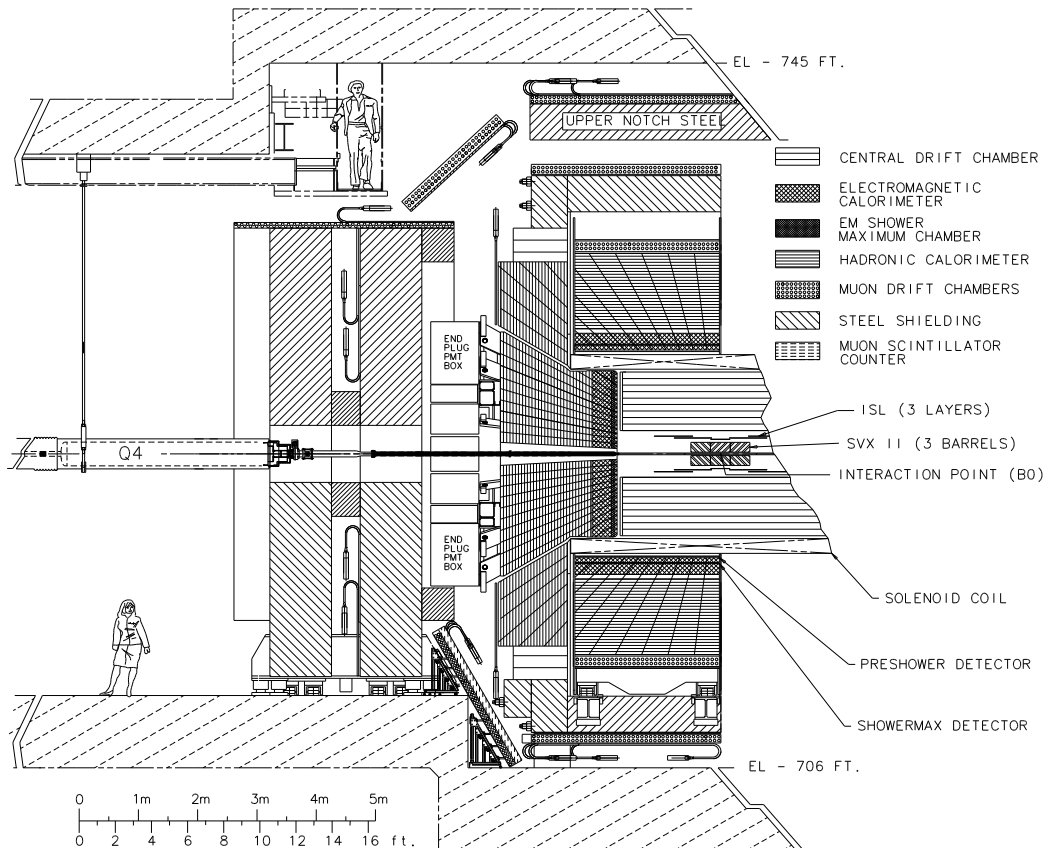 EL - 745 FT.
UPPER NOTCH STEEL
CENTRAL DRIFT CHAMBER
ELECTROMAGNETIC
CALORIMETER
EM SHOWER
MAXIMUM CHAMBER
HADRONIC CALORIMETER
MUON DRIFT CHAMBERS
STEEL SHIELDING
MUON SCINTILLATOR
COUNTER
END
PLUG
PMT
BOX
ISL (3 LAYERS)
Q4
SVX II (3 BARRELS)
INTERACTION POINT (B0)
END
PLUG
PMT
BOX
SOLENOID COIL
PRESHOWER DETECTOR
SHOWERMAX DETECTOR
EL - 706 FT.
0 1m 2m 3m 4m 5m
0 2 4 6 8 10 12 14 16 ft.